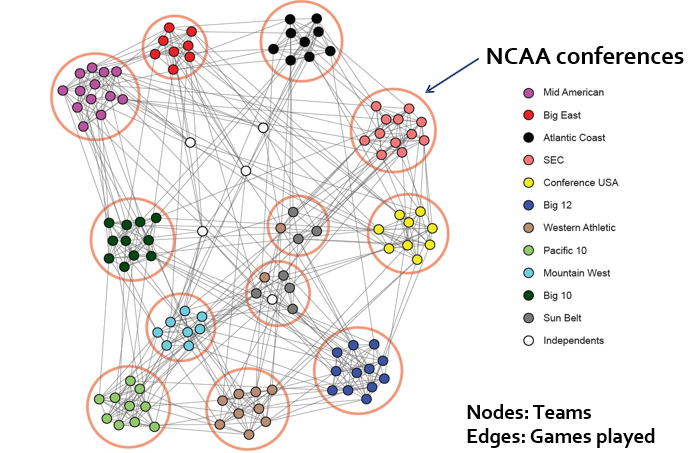 NCAA conferences
Mid American
Big East
Atlantic Coast
SEC
Conference USA
Big 12
Western Athletic
Pacific 10
Mountain West
Big 10
Sun Belt
Independents
Nodes: Teams
Edges: Games played